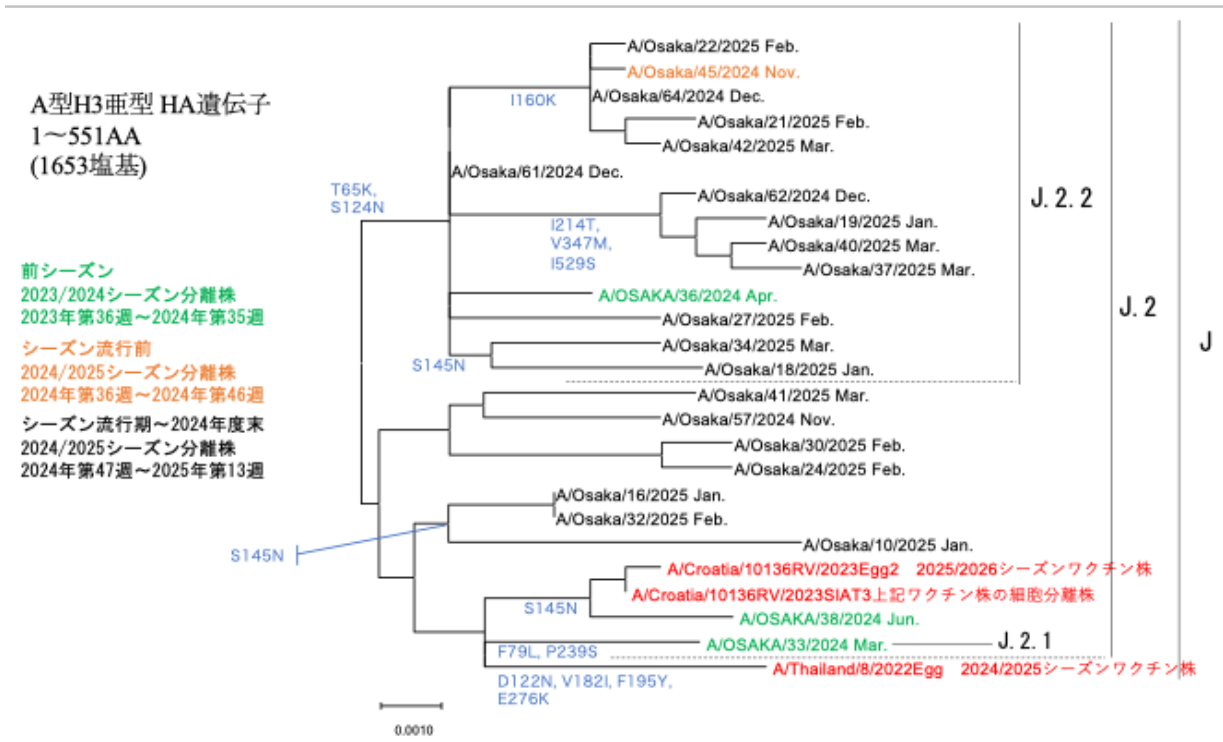 A型H3亜型 HA遺伝子
1～551AA
(1653塩基)
前シーズン
2023/2024シーズン分離株
2023年第36週～2024年第35週
シーズン流行前
2024/2025シーズン分離株
2024年第36週～2024年第46週
シーズン流行期～2024年度末
2024/2025シーズン分離株
2024年第47週～2025年第13週
A/Osaka/22/2025 Feb.
A/Osaka/45/2024 Nov.
I160K
A/Osaka/64/2024 Dec.
A/Osaka/21/2025 Feb.
A/Osaka/42/2025 Mar.
A/Osaka/61/2024 Dec.
T65K,
S124N
A/Osaka/62/2024 Dec.
J.2.2
A/Osaka/19/2025 Jan.
I214T,
V347M,
I529S
A/Osaka/40/2025 Mar.
A/Osaka/37/2025 Mar.
A/OSAKA/36/2024 Apr.
J.2
A/Osaka/27/2025 Feb.
A/Osaka/34/2025 Mar.
J
S145N
A/Osaka/18/2025 Jan.
A/Osaka/41/2025 Mar.
A/Osaka/57/2024 Nov.
A/Osaka/30/2025 Feb.
A/Osaka/24/2025 Feb.
A/Osaka/16/2025 Jan.
A/Osaka/32/2025 Feb.
A/Osaka/10/2025 Jan.
S145N
A/Croatia/10136RV/2023Egg2 2025/2026シーズンワクチン株
A/Croatia/10136RV/2023SIAT3上記ワクチン株の細胞分離株
S145N
A/OSAKA/38/2024 Jun.
A/OSAKA/33/2024 Mar.
J.2.1
F79L, P239S
A/Thailand/8/2022Egg 2024/2025シーズンワクチン株
D122N, V182I, F195Y,
E276K
0.0010